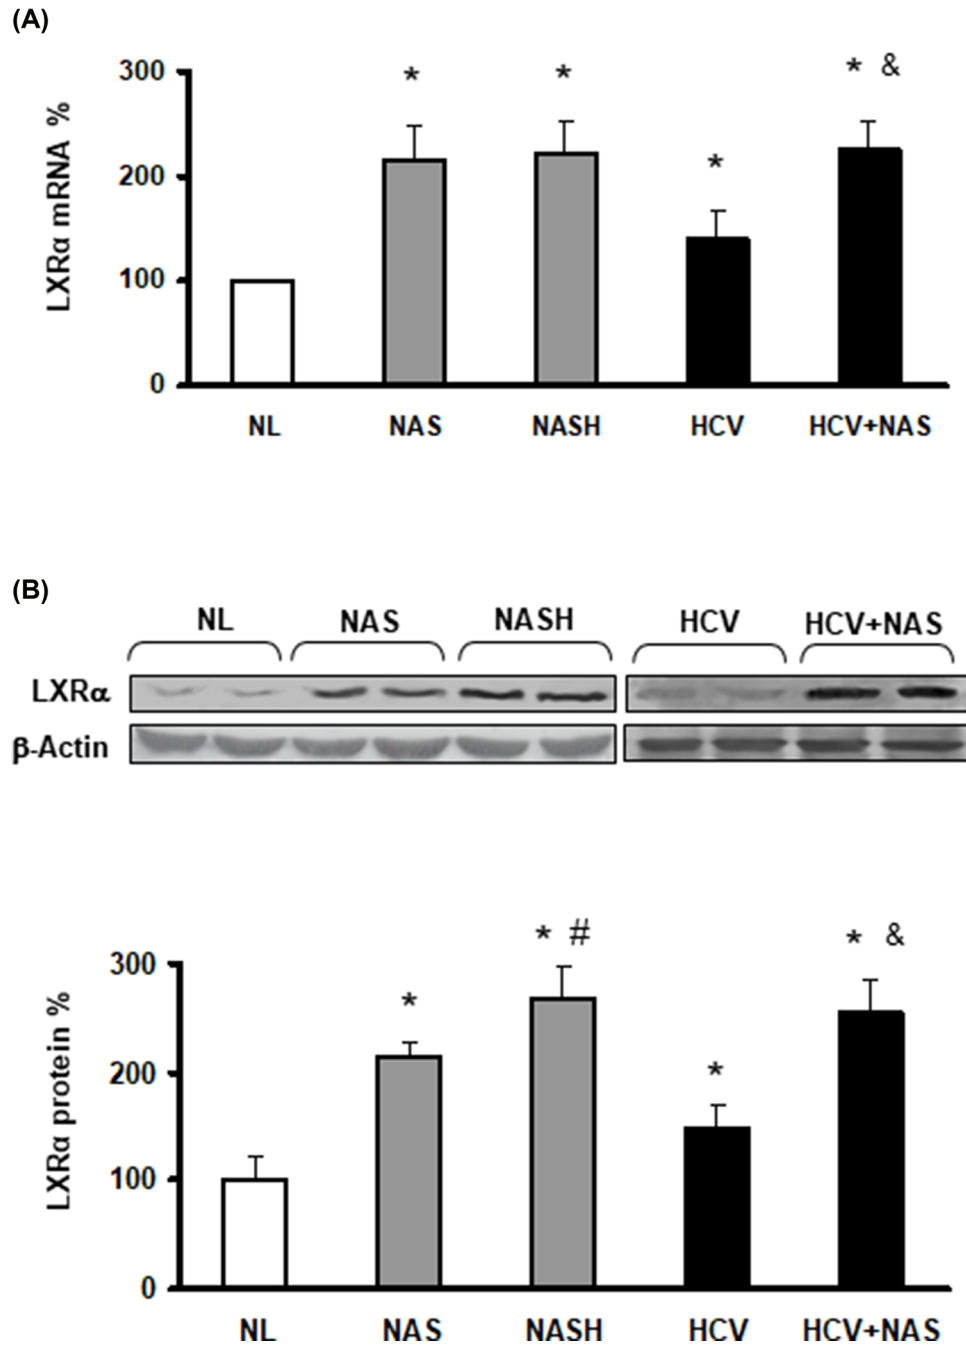 (A)
300
200
100
0
LXRα mRNA %
* * * * &
NL NAS NASH HCV HCV+NAS
(B)
NL NAS NASH HCV HCV+NAS
LXRα
β-Actin
300
200
100
0
LXRα protein %
* * # * * &
NL NAS NASH HCV HCV+NAS